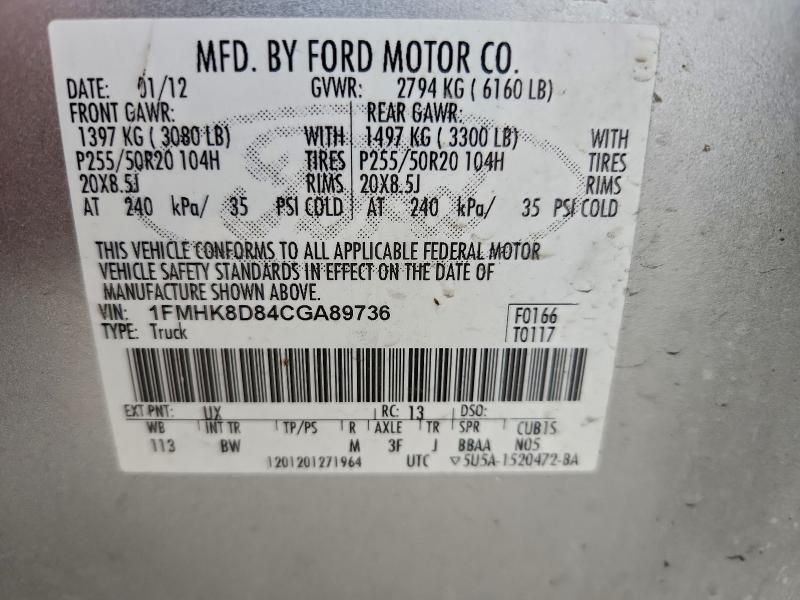 MFD. BY FORD MOTOR CO.
DATE: 01/12 GVWR: 2794 KG ( 6160 LB)
FRONT GAWR: REAR GAWR:
1397 KG ( 3080 LB) WITH 1497 KG ( 3300 LB) WITH
P255/50R20 104H TIRES P255/50R20 104H TIRES
20X8.5J RIMS 20X8.5J RIMS
AT 240 kPa/ 35 PSI COLD AT 240 kPa/ 35 PSI COLD
Ford
THIS VEHICLE CONFORMS TO ALL APPLICABLE FEDERAL MOTOR
VEHICLE SAFETY STANDARDS IN EFFECT ON THE DATE OF
MANUFACTURE SHOWN ABOVE.
VIN: 1FMHK8D84CGA89736 F0166
TYPE: Truck T0117
EXT PNT: UX RC: 13 DSO:
WB INT TR TP/PS R AXLE TR SPR CUBIS
113 BW M 3F J BBAA N05
1201201271964 UTC ▽5U5A-1520472-BA